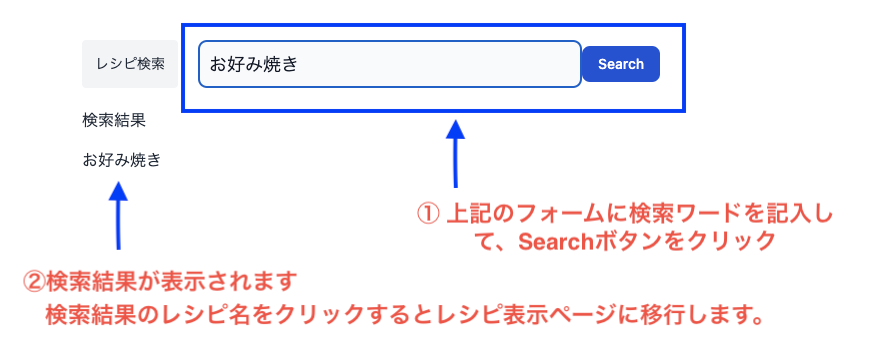 レシピ検索
お好み焼き
Search
検索結果
お好み焼き
① 上記のフォームに検索ワードを記入し
て、Searchボタンをクリック
②検索結果が表示されます
検索結果のレシピ名をクリックするとレシピ表示ページに移行します。